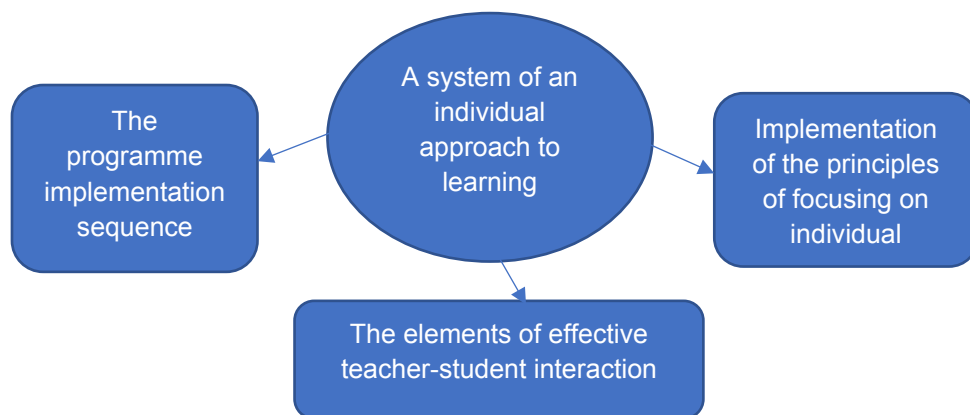 A system of an
individual
approach to
learning
The
programme
implementation
sequence
Implementation
of the principles
of focusing on
individual
The elements of effective
teacher-student interaction